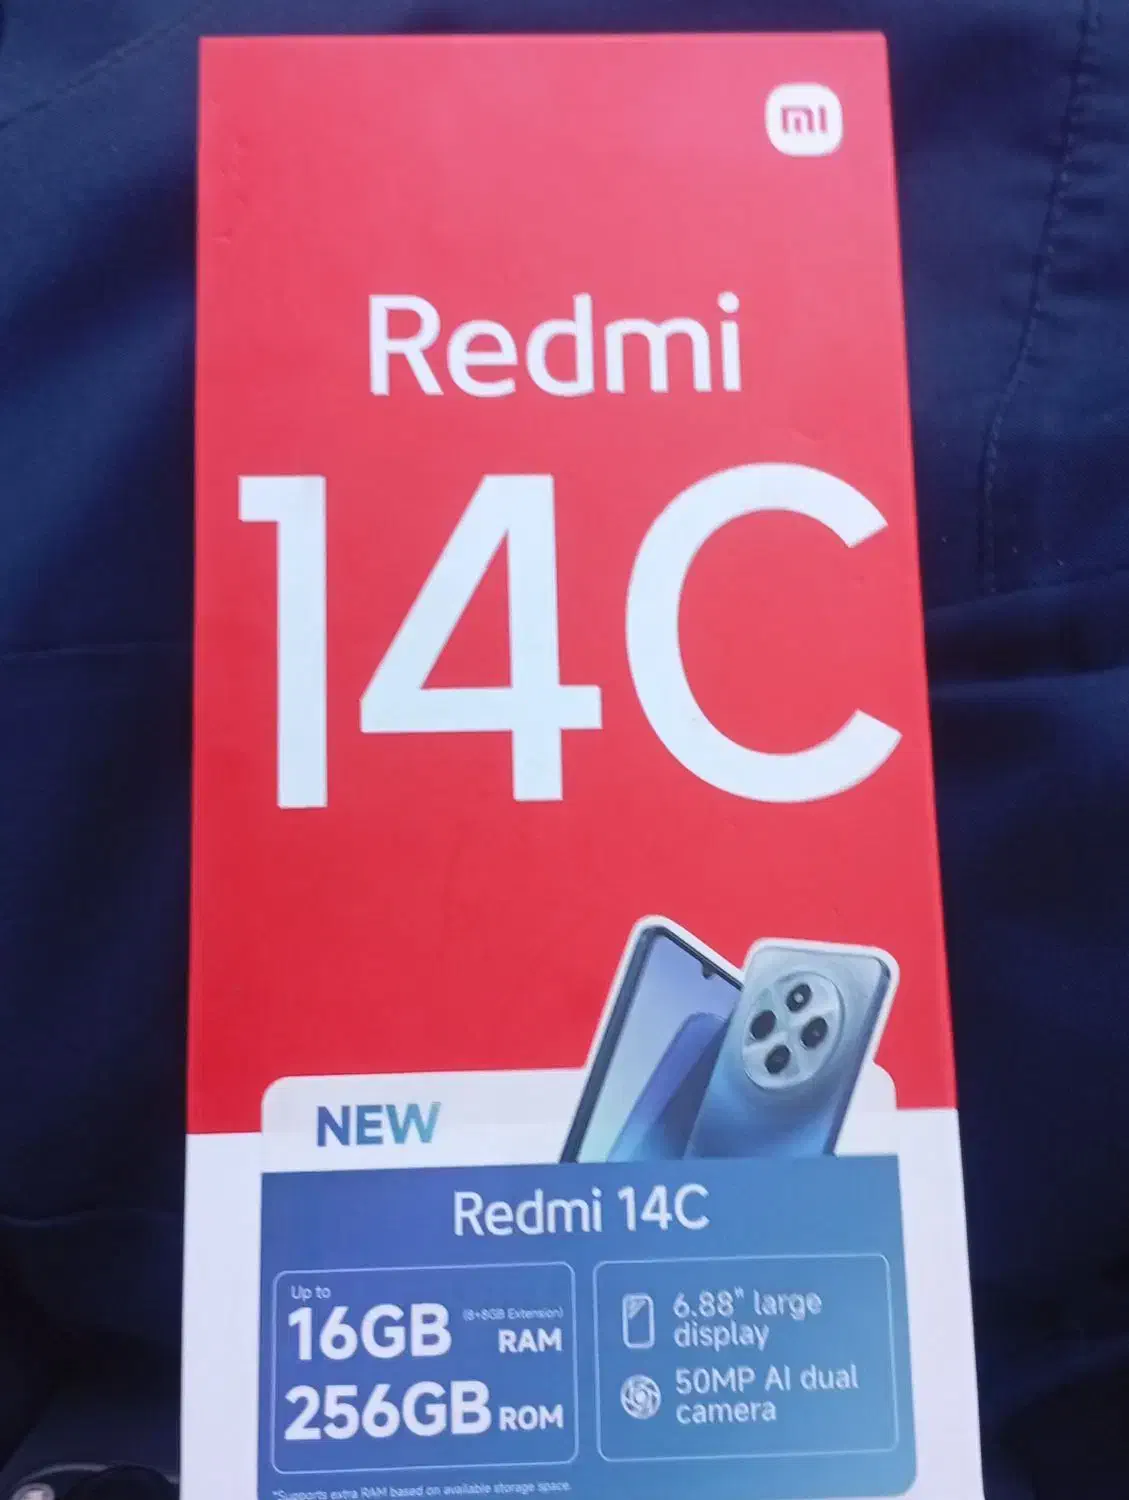 mi
Redmi
14C
NEW
Redmi 14C
Up to
16GB (8+8GB Extension) RAM
256GB ROM
6.88" large
display
50MP AI dual
camera
*Supports extra RAM based on available storage space.